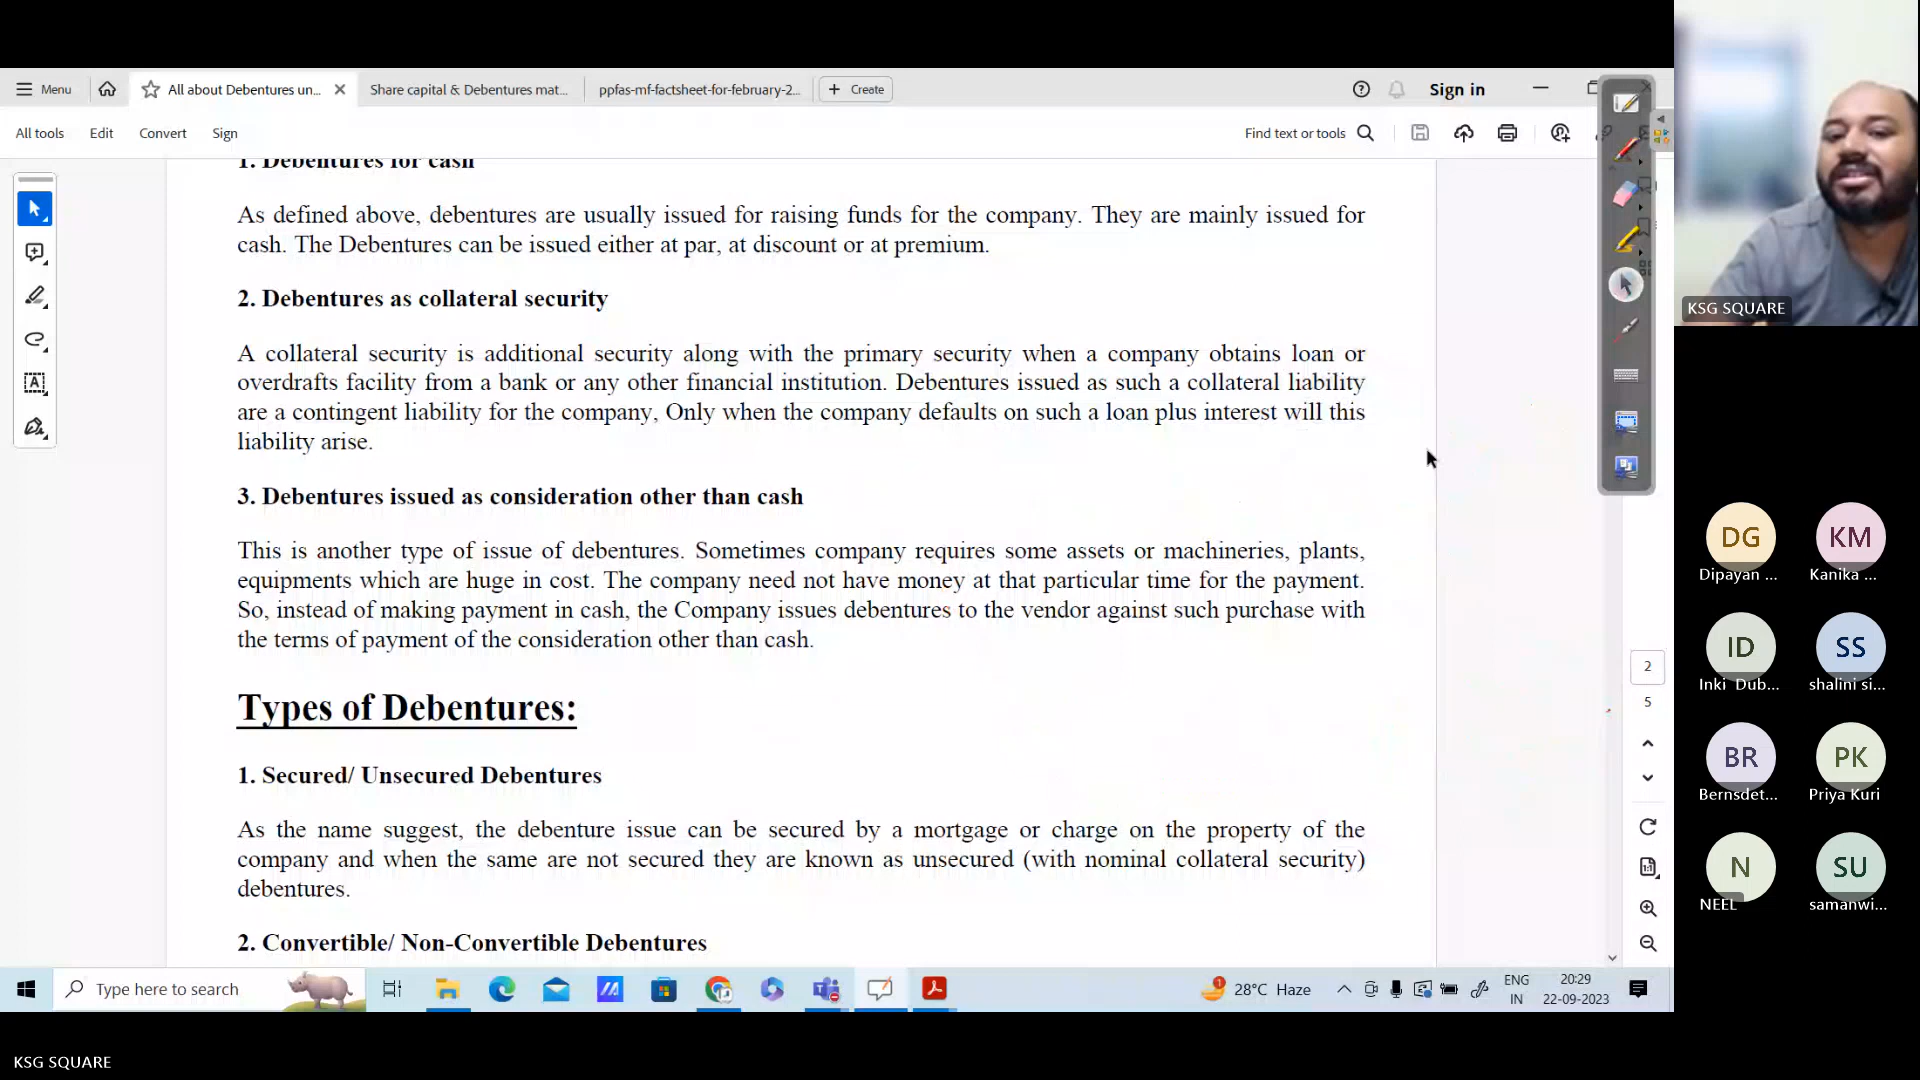 Menu
All about Debentures un...
Share capital & Debentures mat...
ppfas-mf-factsheet-for-february-2...
Create
Sign in
All tools
Edit
Convert
Sign
Find text or tools
1. Debentures for cash
As defined above, debentures are usually issued for raising funds for the company. They are mainly issued for
cash. The Debentures can be issued either at par, at discount or at premium.
2. Debentures as collateral security
A collateral security is additional security along with the primary security when a company obtains loan or
overdrafts facility from a bank or any other financial institution. Debentures issued as such a collateral liability
are a contingent liability for the company, Only when the company defaults on such a loan plus interest will this
liability arise.
3. Debentures issued as consideration other than cash
This is another type of issue of debentures. Sometimes company requires some assets or machineries, plants,
equipments which are huge in cost. The company need not have money at that particular time for the payment.
So, instead of making payment in cash, the Company issues debentures to the vendor against such purchase with
the terms of payment of the consideration other than cash.
Types of Debentures:
1. Secured/ Unsecured Debentures
As the name suggest, the debenture issue can be secured by a mortgage or charge on the property of the
company and when the same are not secured they are known as unsecured (with nominal collateral security)
debentures.
2. Convertible/ Non-Convertible Debentures
2
5
KSG SQUARE
DG
Dipayan ...
KM
Kanika ...
ID
Inki Dub...
SS
shalini si...
BR
Bernsdet...
PK
Priya Kuri
N
NEEL
SU
samanwi...
Type here to search
1
28°C Haze
ENG
IN
20:29
22-09-2023
KSG SQUARE